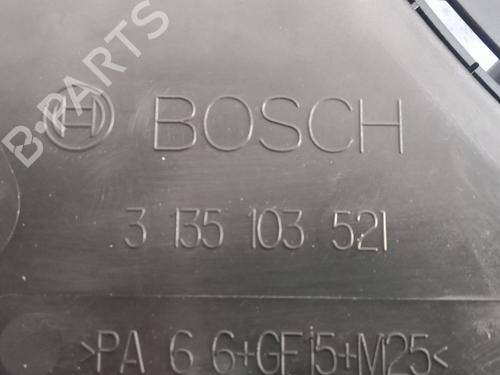 B-PARTS
BOSCH
3 135 103 521
>PA 6 6+GF15+M25<